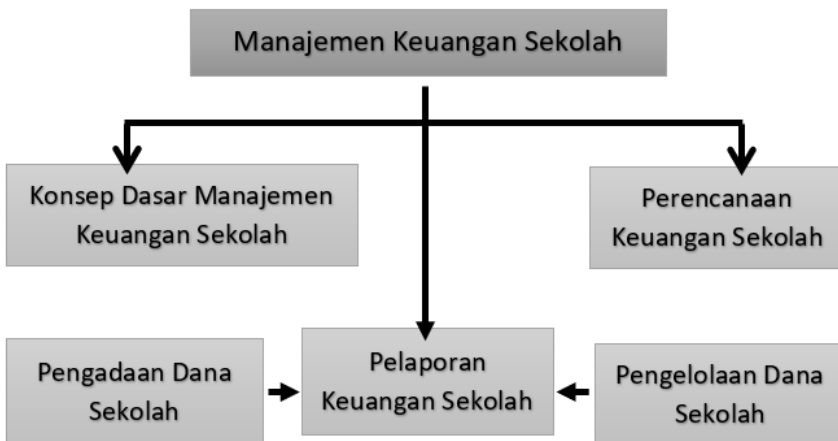 Manajemen Keuangan Sekolah
Konsep Dasar Manajemen
Keuangan Sekolah
Perencanaan
Keuangan Sekolah
Pengadaan Dana
Sekolah
Pelaporan
Keuangan Sekolah
Pengelolaan Dana
Sekolah